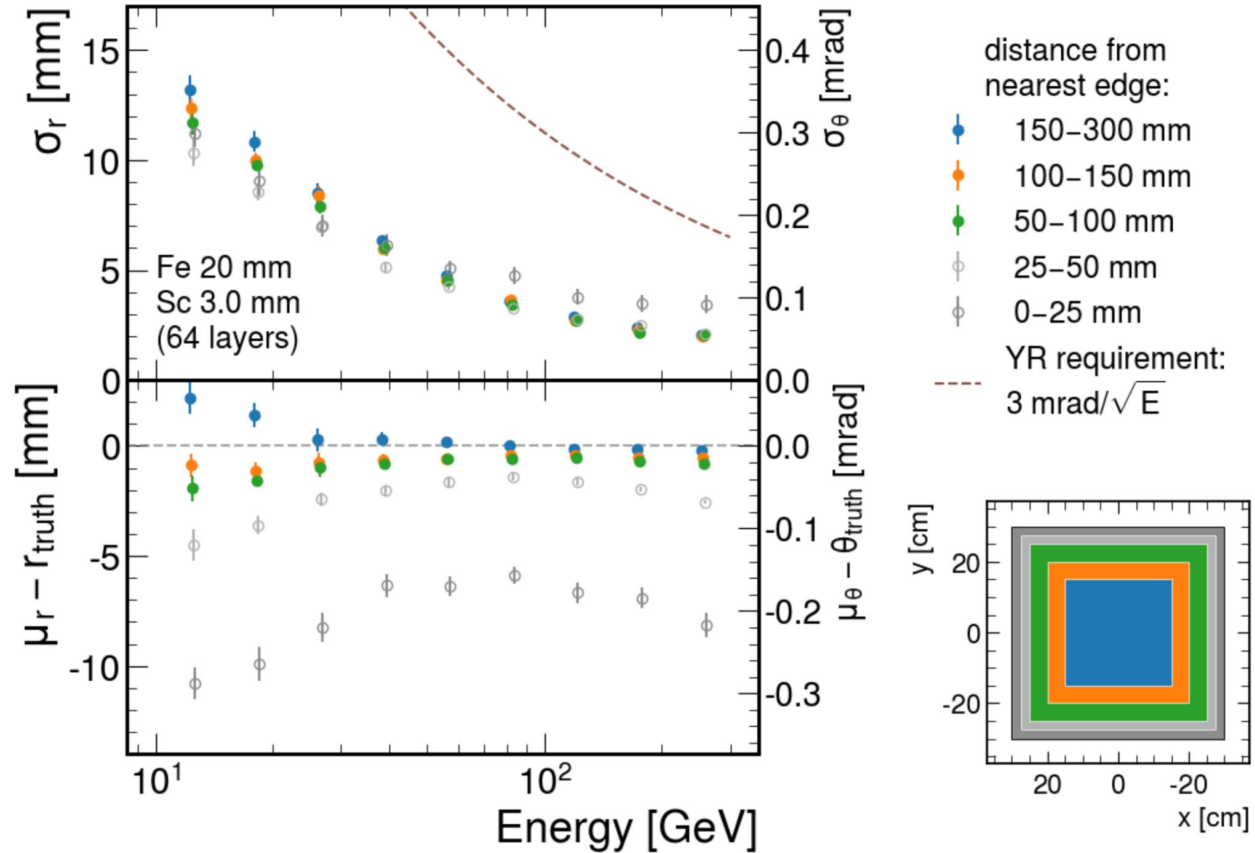 σr [mm]
15
10
5
0
0.4
0.3
0.2
0.1
0.0
σθ [mrad]
Fe 20 mm
Sc 3.0 mm
(64 layers)
μr − rtruth [mm]
0
-5
-10
0.0
-0.1
-0.2
-0.3
μθ − θtruth [mrad]
10¹
10²
Energy [GeV]
distance from
nearest edge:
150−300 mm
100−150 mm
50−100 mm
25−50 mm
0−25 mm
YR requirement:
3 mrad/√E
y [cm]
20
0
-20
20
0
-20
x [cm]